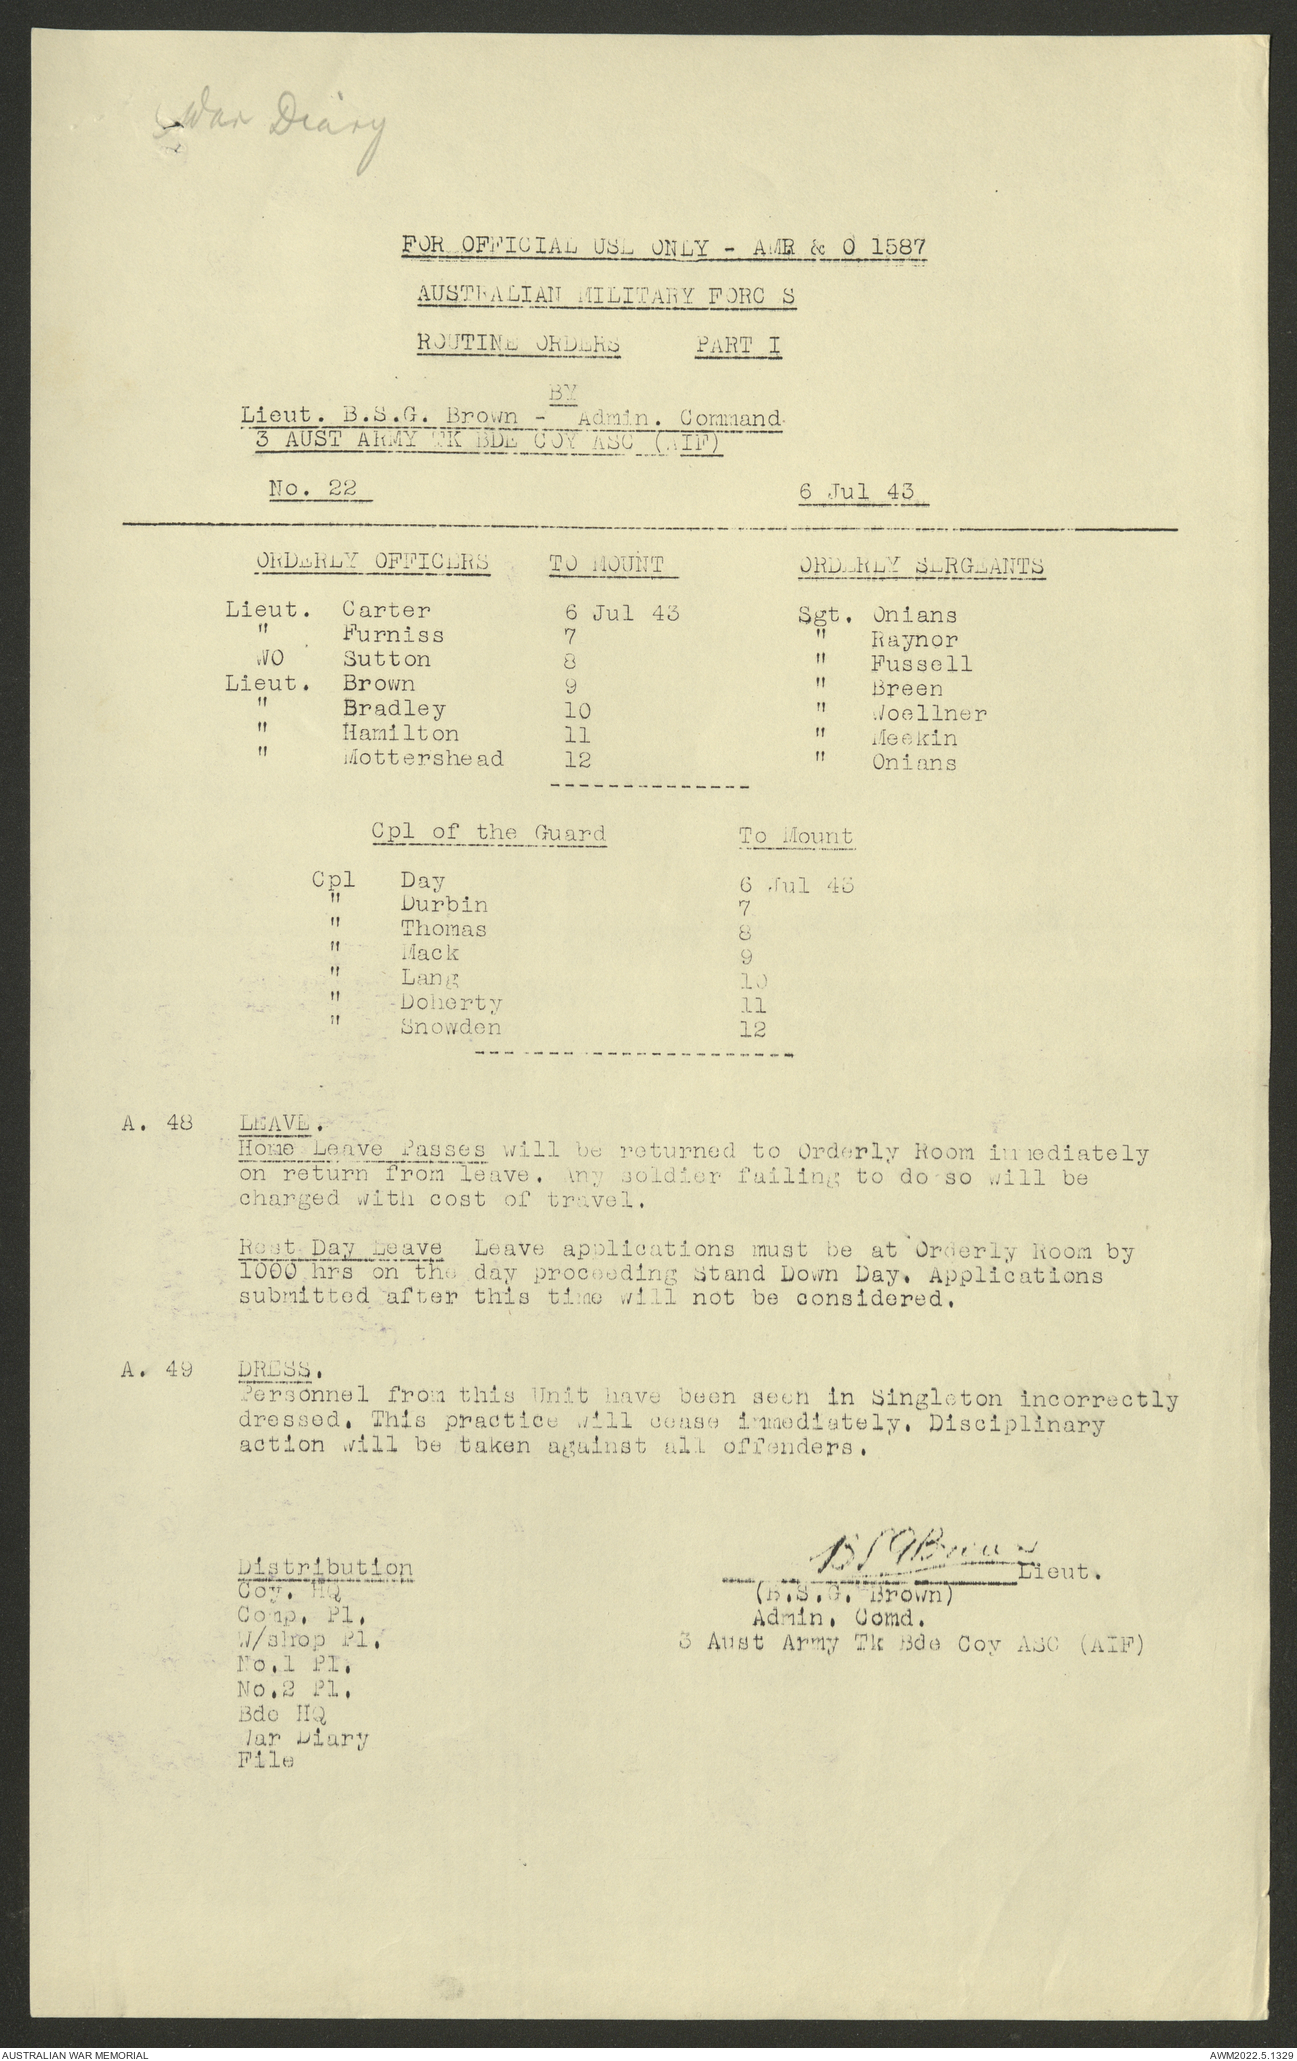 War Diary
FOR OFFICIAL USE ONLY - AMR & O 1587
AUSTRALIAN MILITARY FORC S
ROUTINE ORDERS PART I
BY
Lieut. B.S.G. Brown - Admin. Command
3 AUST ARMY TK BDE COY ASC (AIF)
No. 22 6 Jul 43
ORDERLY OFFICERS TO MOUNT ORDERLY SERGEANTS
Lieut. Carter 6 Jul 43 Sgt. Onians
" Furniss 7 " Raynor
WO Sutton 8 " Fussell
Lieut. Brown 9 " Breen
" Bradley 10 " Woellner
" Hamilton 11 " Meekin
" Mottershead 12 " Onians
--------------
Cpl of the Guard To Mount
Cpl Day 6 Jul 43
" Durbin 7
" Thomas 8
" Mack 9
" Lang 10
" Doherty 11
" Snowden 12
----------------------
A. 48 LEAVE.
Home Leave Passes will be returned to Orderly Room immediately
on return from leave. Any soldier failing to do so will be
charged with cost of travel.
Rest Day Leave Leave applications must be at Orderly Room by
1000 hrs on the day proceeding Stand Down Day. Applications
submitted after this time will not be considered.
A. 49 DRESS.
Personnel from this Unit have been seen in Singleton incorrectly
dressed. This practice will cease immediately. Disciplinary
action will be taken against all offenders.
BSGBrown Lieut.
Distribution
Coy. HQ (B.S.G. Brown)
Comp. Pl. Admin. Comd.
W/shop Pl. 3 Aust Army Tk Bde Coy ASC (AIF)
No.1 Pl.
No.2 Pl.
Bde HQ
War Diary
File
AUSTRALIAN WAR MEMORIAL AWM2022.5.1329